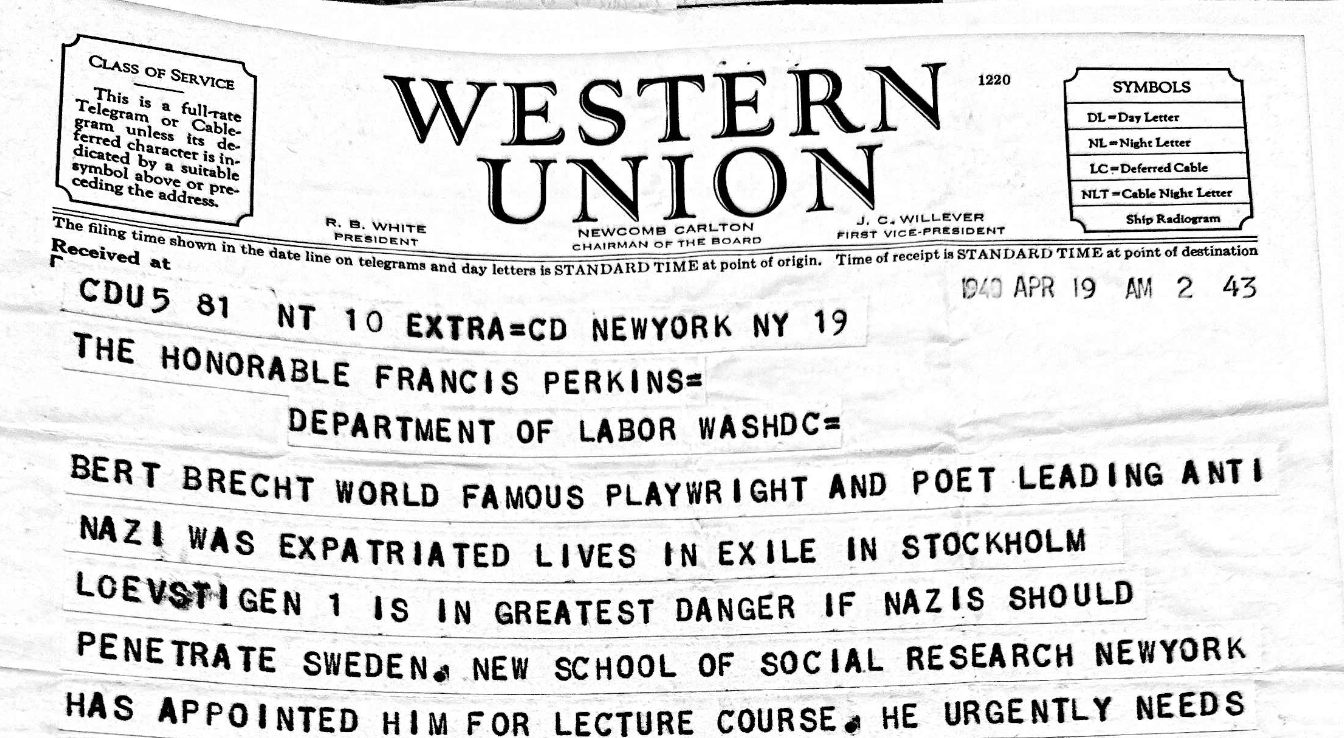 CLASS OF SERVICE
This is a full-rate
Telegram or Cable-
gram unless its de-
ferred character is in-
dicated by a suitable
symbol above or pre-
ceding the address.
WESTERN
UNION
1220
SYMBOLS
DL=Day Letter
NL=Night Letter
LC=Deferred Cable
NLT=Cable Night Letter
Ship Radiogram
R. B. WHITE
PRESIDENT
NEWCOMB CARLTON
CHAIRMAN OF THE BOARD
J. C. WILLEVER
FIRST VICE-PRESIDENT
The filing time shown in the date line on telegrams and day letters is STANDARD TIME at point of origin. Time of receipt is STANDARD TIME at point of destination
Received at
1940 APR 19 AM 2 43
CDU5 81 NT 10 EXTRA=CD NEWYORK NY 19
THE HONORABLE FRANCIS PERKINS=
DEPARTMENT OF LABOR WASHDC=
BERT BRECHT WORLD FAMOUS PLAYWRIGHT AND POET LEADING ANTI
NAZI WAS EXPATRIATED LIVES IN EXILE IN STOCKHOLM
LOEVSTIGEN 1 IS IN GREATEST DANGER IF NAZIS SHOULD
PENETRATE SWEDEN. NEW SCHOOL OF SOCIAL RESEARCH NEWYORK
HAS APPOINTED HIM FOR LECTURE COURSE. HE URGENTLY NEEDS